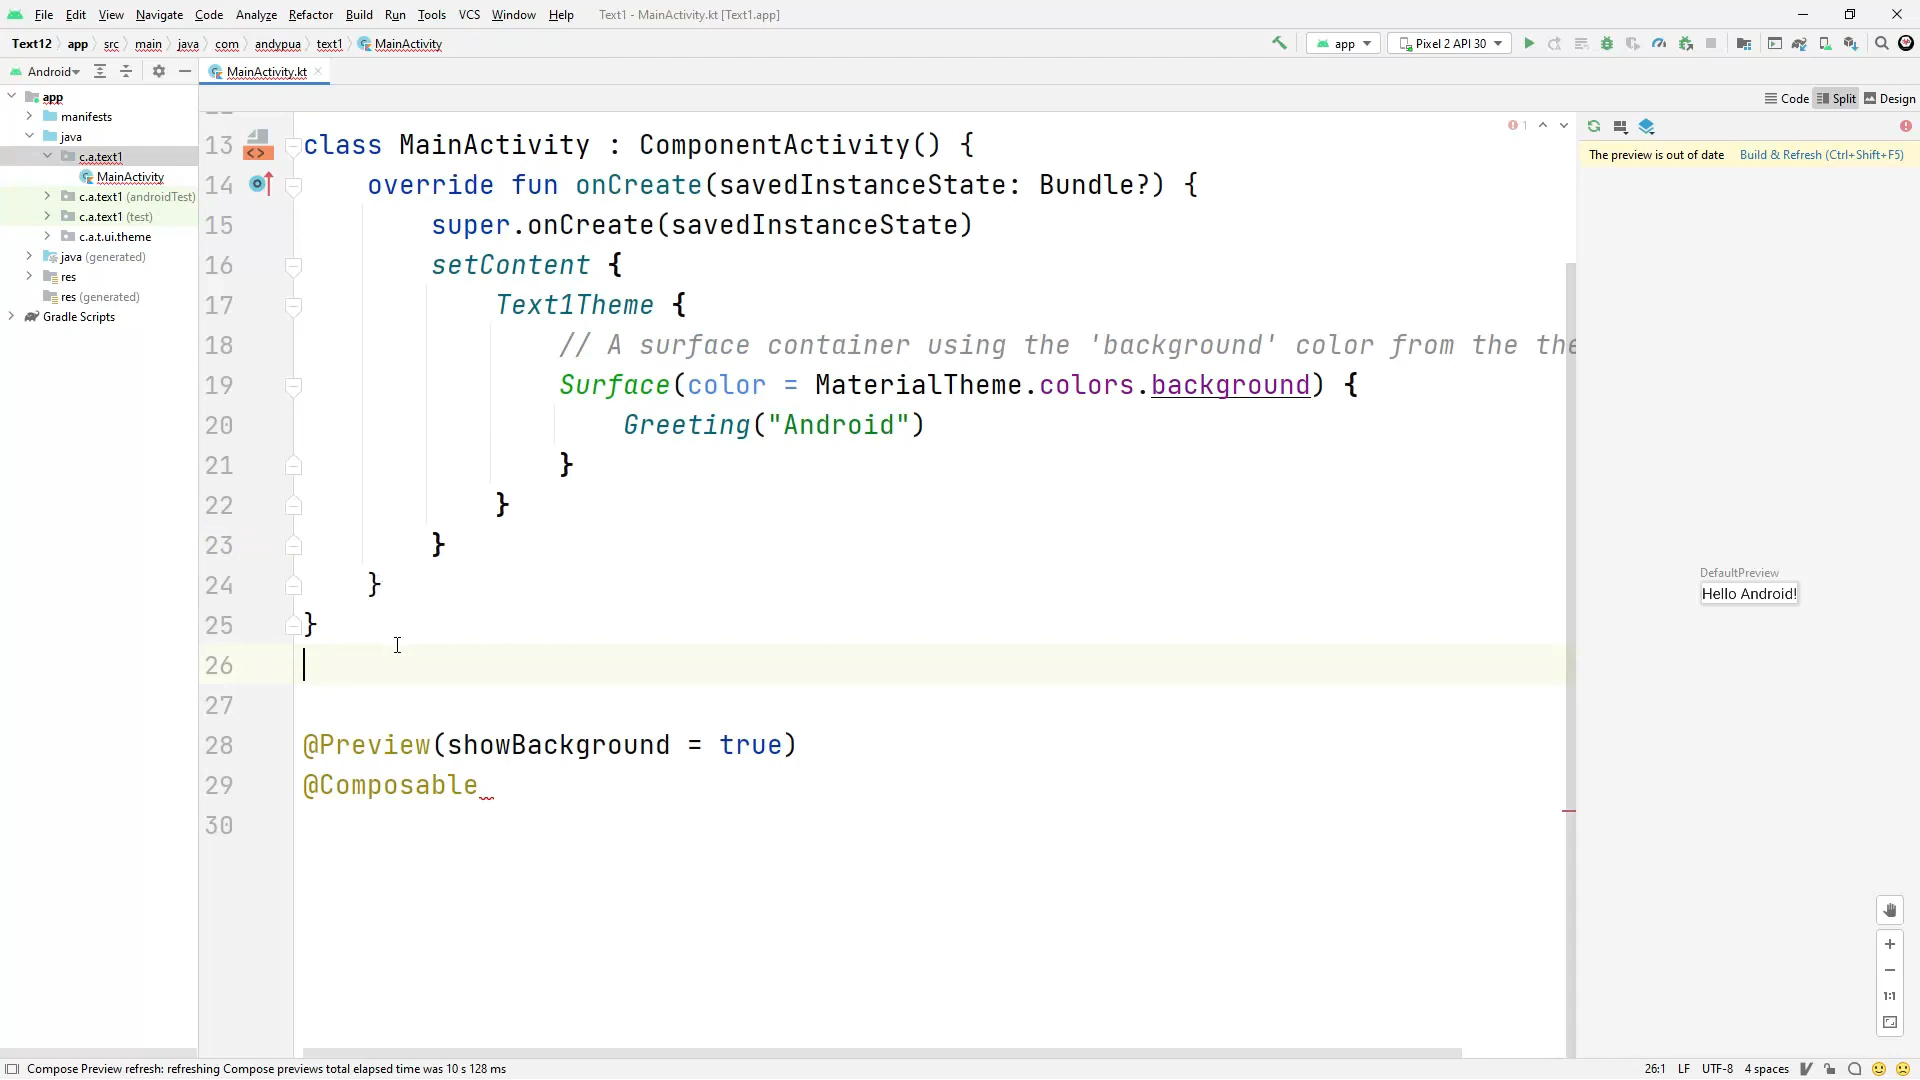 File Edit View Navigate Code Analyze Refactor Build Run Tools VCS Window Help Text1 - MainActivity.kt [Text1.app]
Text12 app src main java com andypua text1 MainActivity app Pixel 2 API 30
Android MainActivity.kt
app
manifests
java
c.a.text1
MainActivity
c.a.text1 (androidTest)
c.a.text1 (test)
c.a.t.ui.theme
java (generated)
res
res (generated)
Gradle Scripts
Code Split Design
1
The preview is out of date Build & Refresh (Ctrl+Shift+F5)
13 class MainActivity : ComponentActivity() {
14 override fun onCreate(savedInstanceState: Bundle?) {
15 super.onCreate(savedInstanceState)
16 setContent {
17 Text1Theme {
18 // A surface container using the 'background' color from the the
19 Surface(color = MaterialTheme.colors.background) {
20 Greeting("Android")
21 }
22 }
23 }
24 }
25 }
26
27
28 @Preview(showBackground = true)
29 @Composable
30
DefaultPreview
Hello Android!
1:1
Compose Preview refresh: refreshing Compose previews total elapsed time was 10 s 128 ms 26:1 LF UTF-8 4 spaces